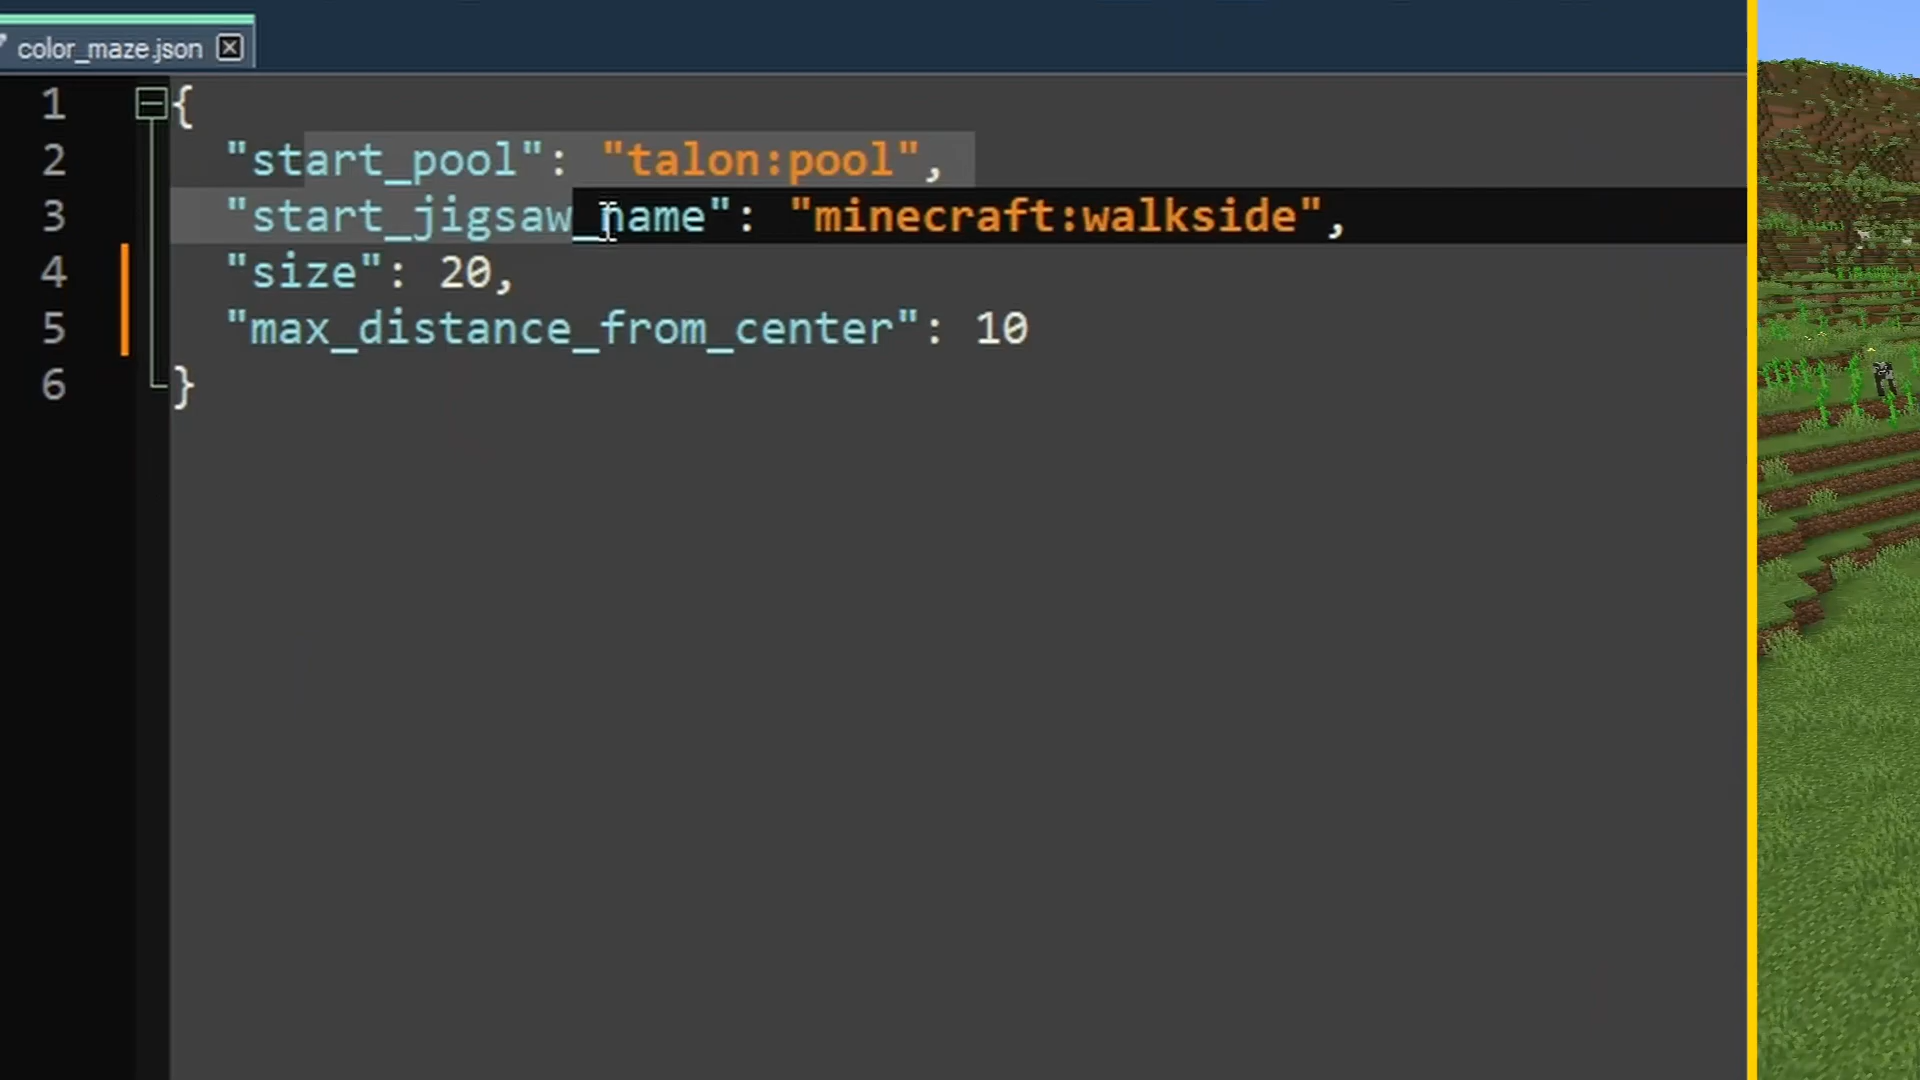 color_maze.json
1 {
2 "start_pool": "talon:pool",
3 "start_jigsaw_name": "minecraft:walkside",
4 "size": 20,
5 "max_distance_from_center": 10
6 }